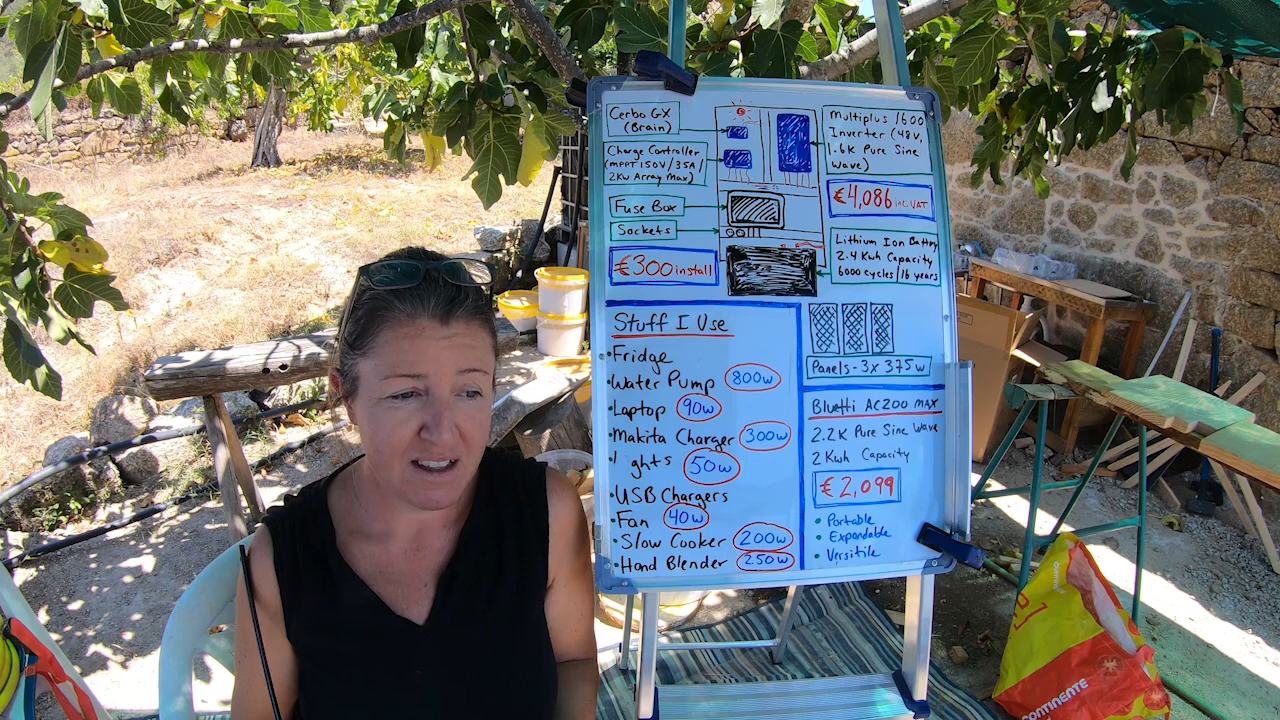 Cerbo GX
(Brain)
Charge Controller
(MPPT 150V/35A/
2Kw Array Max)
Fuse Box
Sockets
€300 install
Multiplus 1600
Inverter (48V,
1.6K Pure Sine
Wave)
€4,086 inc VAT
Lithium Ion Battery
2.4 Kwh Capacity
6000 cycles/16 years
Panels - 3x 375w
Stuff I Use
•Fridge
•Water Pump 800w
•Laptop 90w
•Makita Charger 300w
•lights 50w
•USB Chargers
•Fan 40w
•Slow Cooker 200w
•Hand Blender 250w
Bluetti AC200 MAX
2.2K Pure Sine Wave
2Kwh Capacity
€2,099
• Portable
• Expandable
• Versitile
CONTINENTE